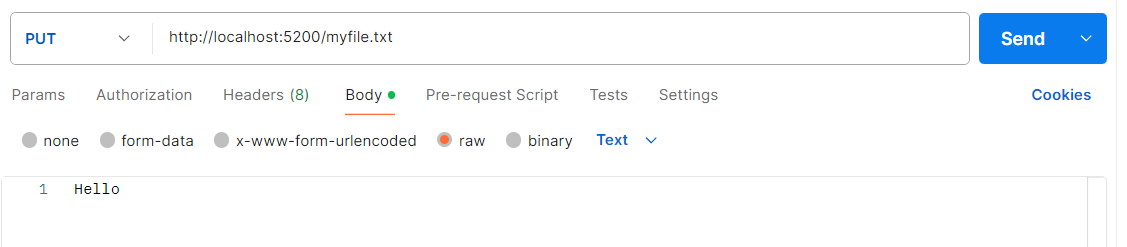 PUT http://localhost:5200/myfile.txt Send
Params Authorization Headers (8) Body Pre-request Script Tests Settings Cookies
none form-data x-www-form-urlencoded raw binary Text
1 Hello